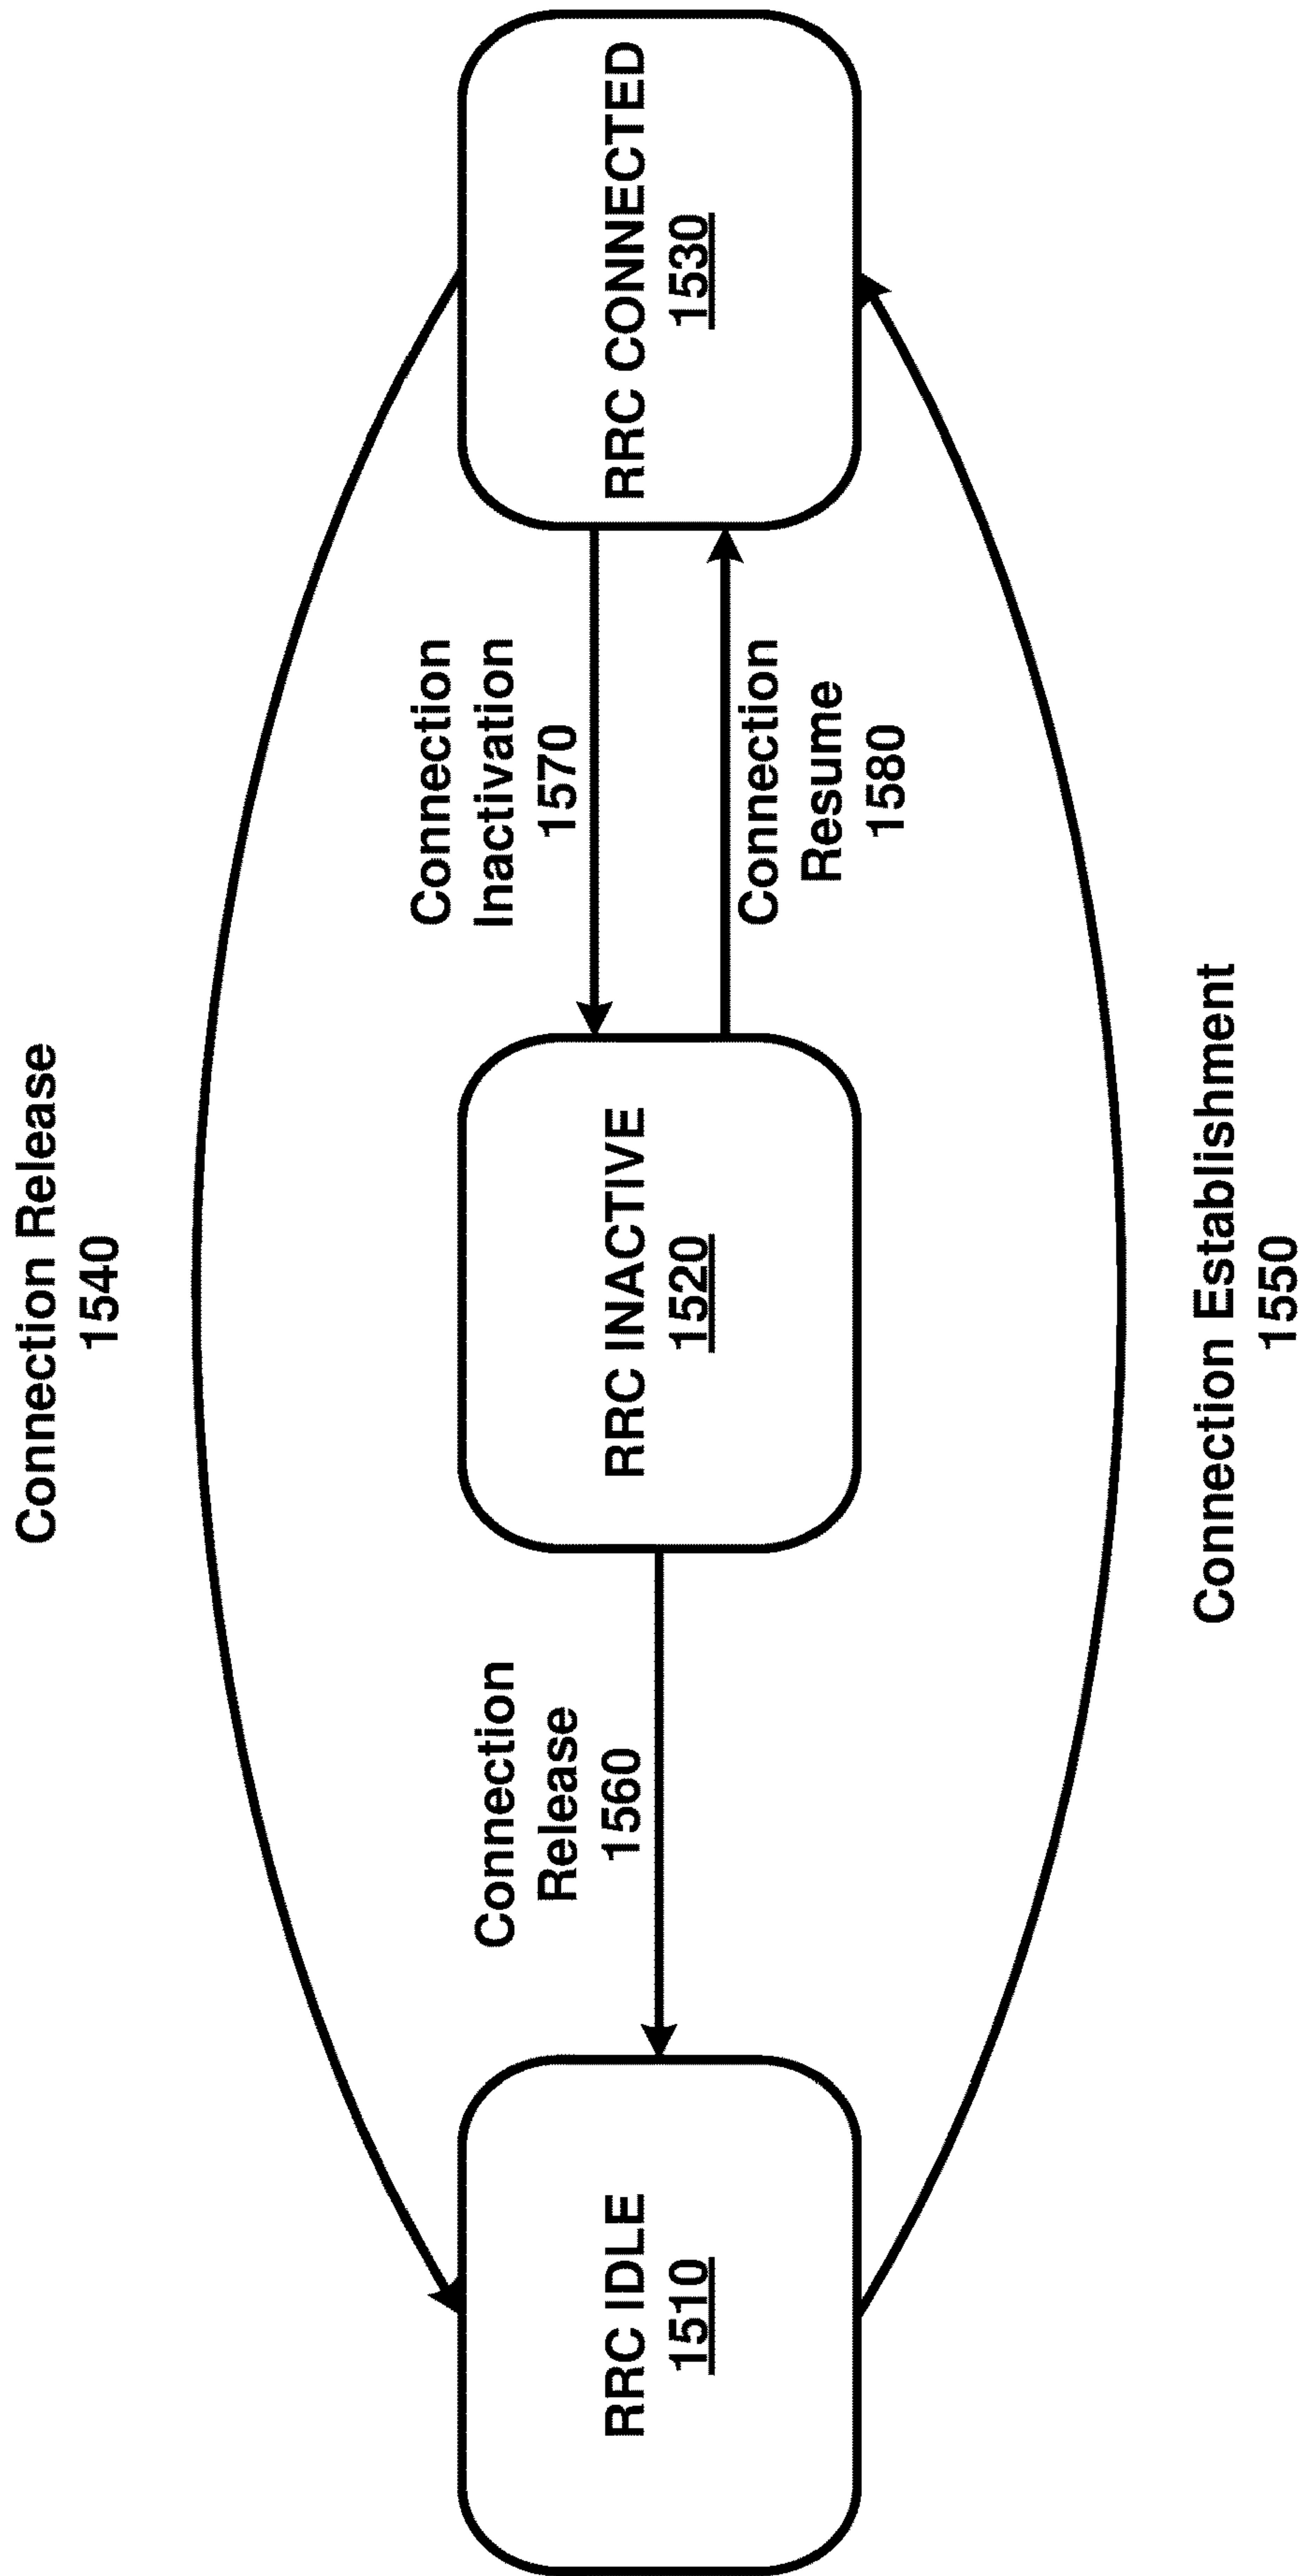 Connection Release
1540
RRC IDLE
1510
Connection
Release
1560
RRC INACTIVE
1520
Connection
Inactivation
1570
Connection
Resume
1580
RRC CONNECTED
1530
Connection Establishment
1550